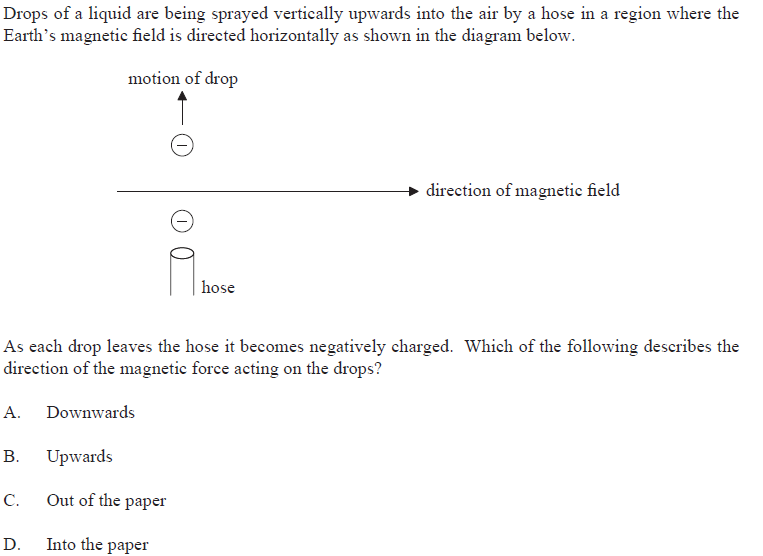 Drops of a liquid are being sprayed vertically upwards into the air by a hose in a region where the
Earth's magnetic field is directed horizontally as shown in the diagram below.
motion of drop
−
direction of magnetic field
−
hose
As each drop leaves the hose it becomes negatively charged. Which of the following describes the
direction of the magnetic force acting on the drops?
A. Downwards
B. Upwards
C. Out of the paper
D. Into the paper